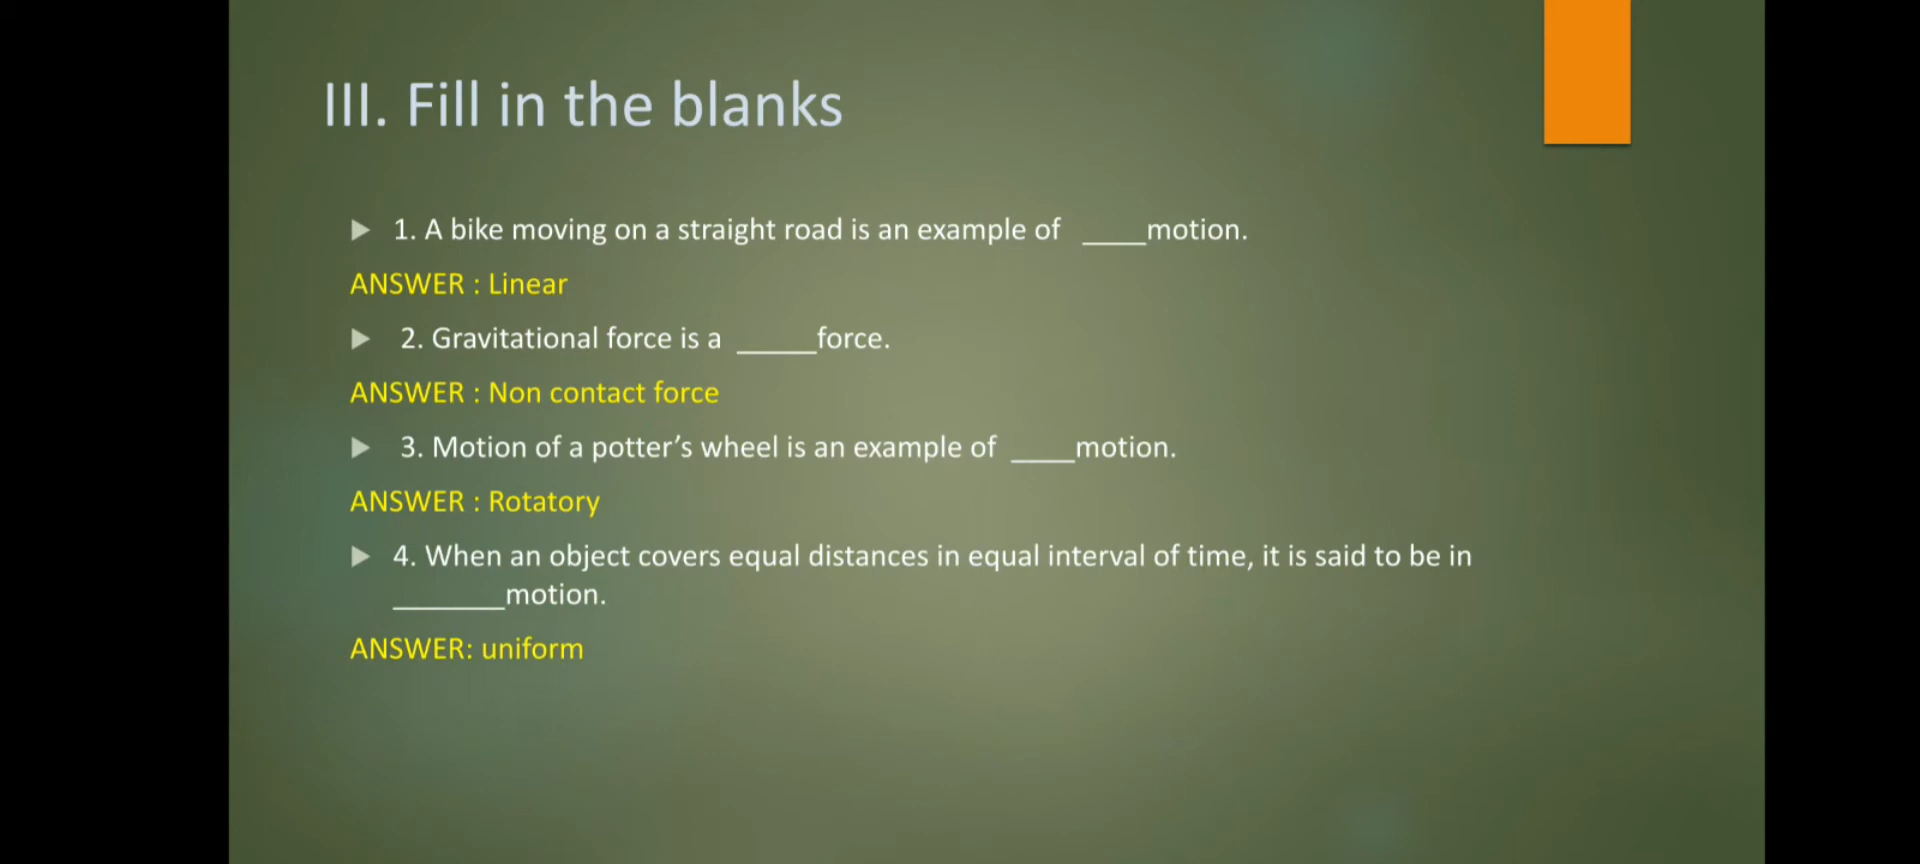 III. Fill in the blanks
1. A bike moving on a straight road is an example of ____motion.
ANSWER : Linear
2. Gravitational force is a _____force.
ANSWER : Non contact force
3. Motion of a potter’s wheel is an example of ____motion.
ANSWER : Rotatory
4. When an object covers equal distances in equal interval of time, it is said to be in
_______motion.
ANSWER: uniform